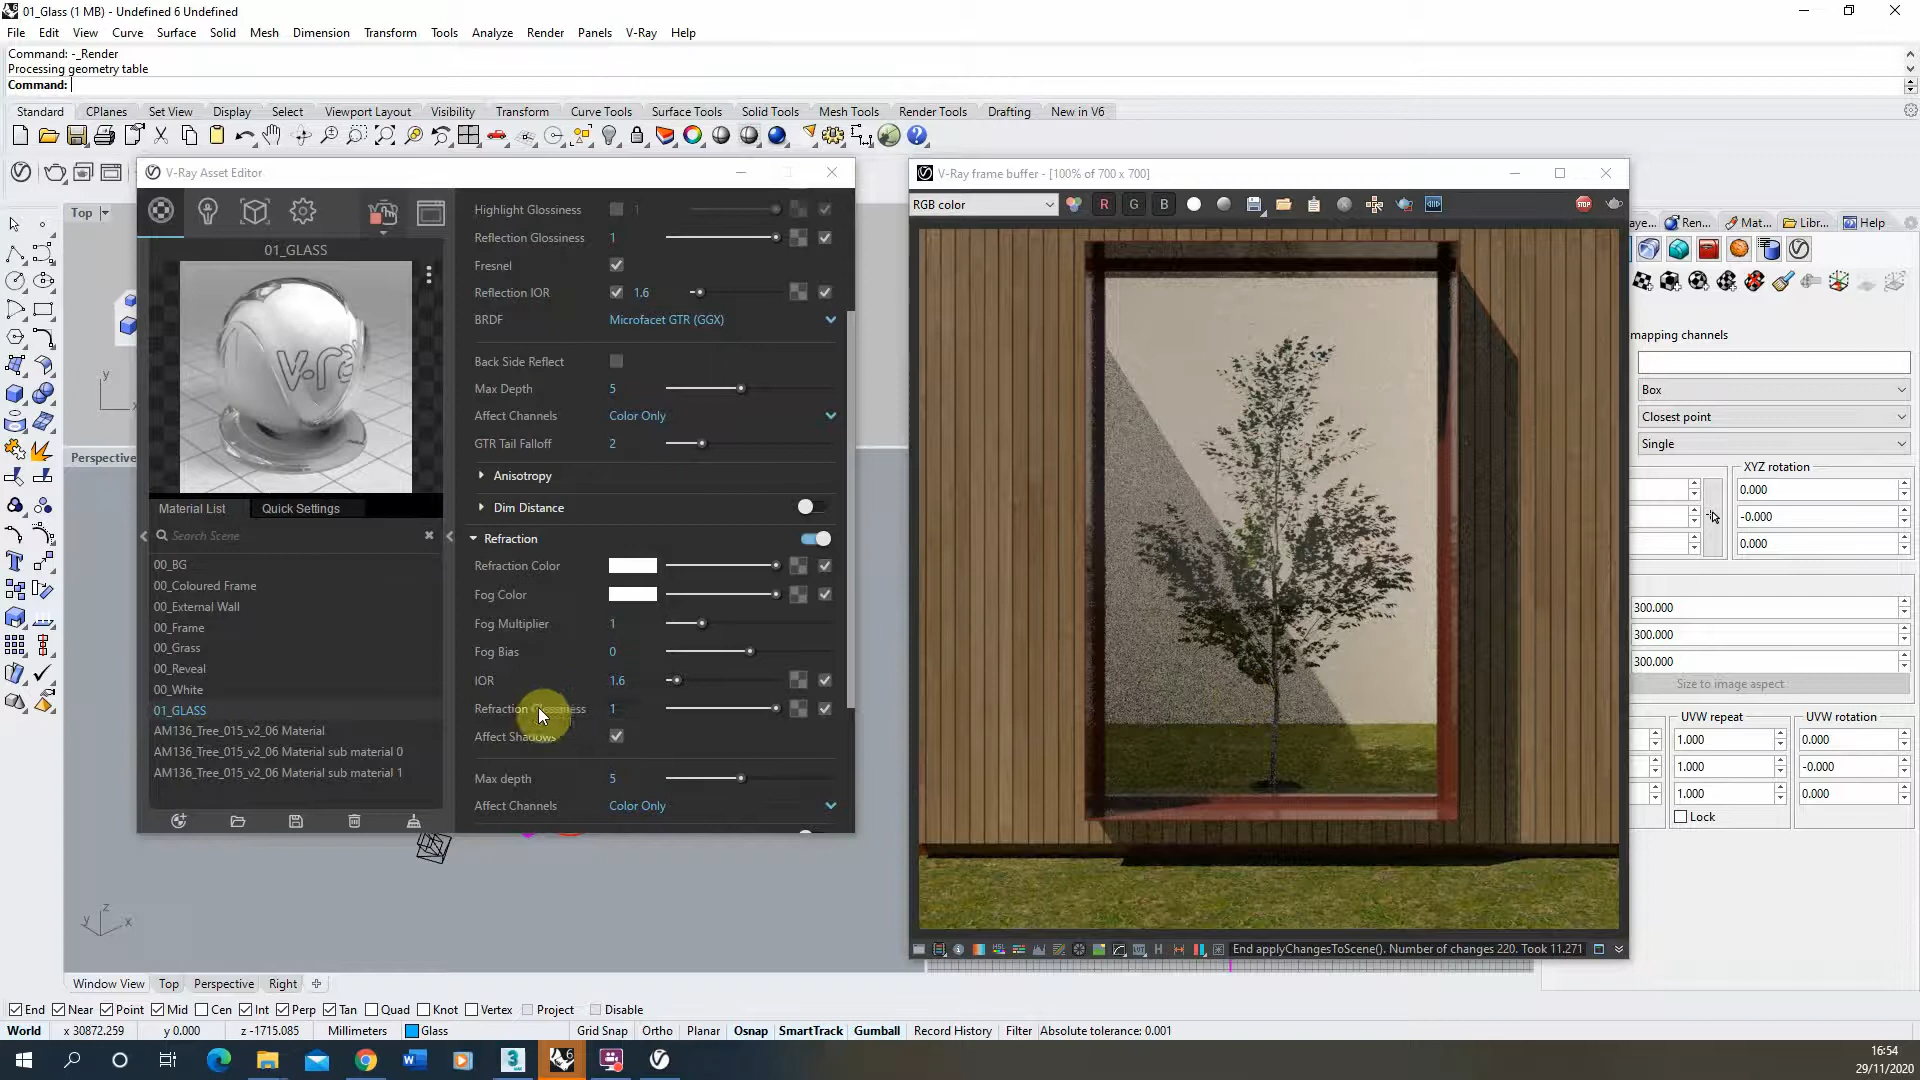 01_Glass (1 MB) - Undefined 6 Undefined
File Edit View Curve Surface Solid Mesh Dimension Transform Tools Analyze Render Panels V-Ray Help
Command: -_Render
Processing geometry table
Command:
Standard CPlanes Set View Display Select Viewport Layout Visibility Transform Curve Tools Surface Tools Solid Tools Mesh Tools Render Tools Drafting New in V6
V-Ray Asset Editor
V-Ray frame buffer - [100% of 700 x 700]
RGB color R G B STOP
Top
aye... Ren... Mat... Libr... Help
01_GLASS
Highlight Glossiness 1
Reflection Glossiness 1
Fresnel
Reflection IOR 1.6
BRDF Microfacet GTR (GGX)
Back Side Reflect
Max Depth 5
Affect Channels Color Only
GTR Tail Falloff 2
Anisotropy
Dim Distance
Refraction
Refraction Color
Fog Color
Fog Multiplier 1
Fog Bias 0
IOR 1.6
Refraction Glossiness 1
Affect Shadows
Max depth 5
Affect Channels Color Only
Perspective
Material List Quick Settings
Search Scene
00_BG
00_Coloured Frame
00_External Wall
00_Frame
00_Grass
00_Reveal
00_White
01_GLASS
AM136_Tree_015_v2_06 Material
AM136_Tree_015_v2_06 Material sub material 0
AM136_Tree_015_v2_06 Material sub material 1
mapping channels
Box
Closest point
Single
XYZ rotation
0.000
-0.000
0.000
300.000
300.000
300.000
Size to image aspect
UVW repeat UVW rotation
1.000 0.000
1.000 -0.000
1.000 0.000
Lock
End applyChangesToScene(). Number of changes 220. Took 11.271
y z x
Window View Top Perspective Right
End Near Point Mid Cen Int Perp Tan Quad Knot Vertex Project Disable
World x 30872.259 y 0.000 z -1715.085 Millimeters Glass Grid Snap Ortho Planar Osnap SmartTrack Gumball Record History Filter Absolute tolerance: 0.001
16:54
29/11/2020